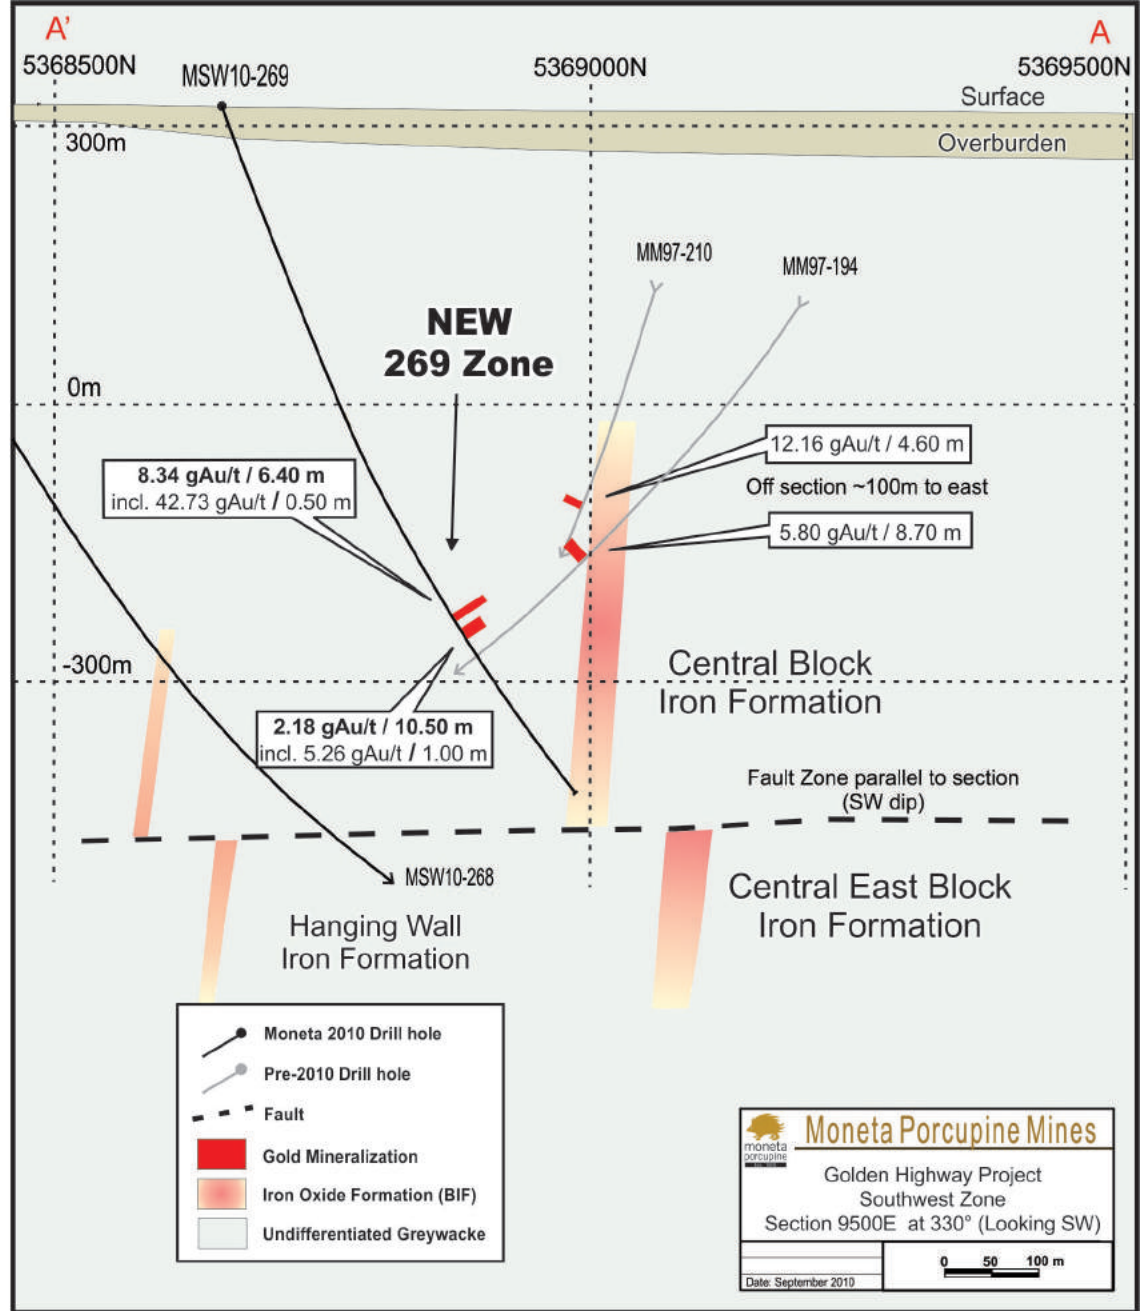 A’
A
5368500N
MSW10-269
5369000N
5369500N
Surface
300m
Overburden
MM97-210
MM97-194
NEW
269 Zone
0m
12.16 gAu/t / 4.60 m
8.34 gAu/t / 6.40 m
incl. 42.73 gAu/t / 0.50 m
Off section ~100m to east
5.80 gAu/t / 8.70 m
-300m
Central Block
Iron Formation
2.18 gAu/t / 10.50 m
incl. 5.26 gAu/t / 1.00 m
Fault Zone parallel to section
(SW dip)
MSW10-268
Central East Block
Iron Formation
Hanging Wall
Iron Formation
Moneta 2010 Drill hole
Pre-2010 Drill hole
Fault
Gold Mineralization
Iron Oxide Formation (BIF)
Undifferentiated Greywacke
moneta
porcupine
Moneta Porcupine Mines
Golden Highway Project
Southwest Zone
Section 9500E at 330° (Looking SW)
0 50 100 m
Date: September 2010